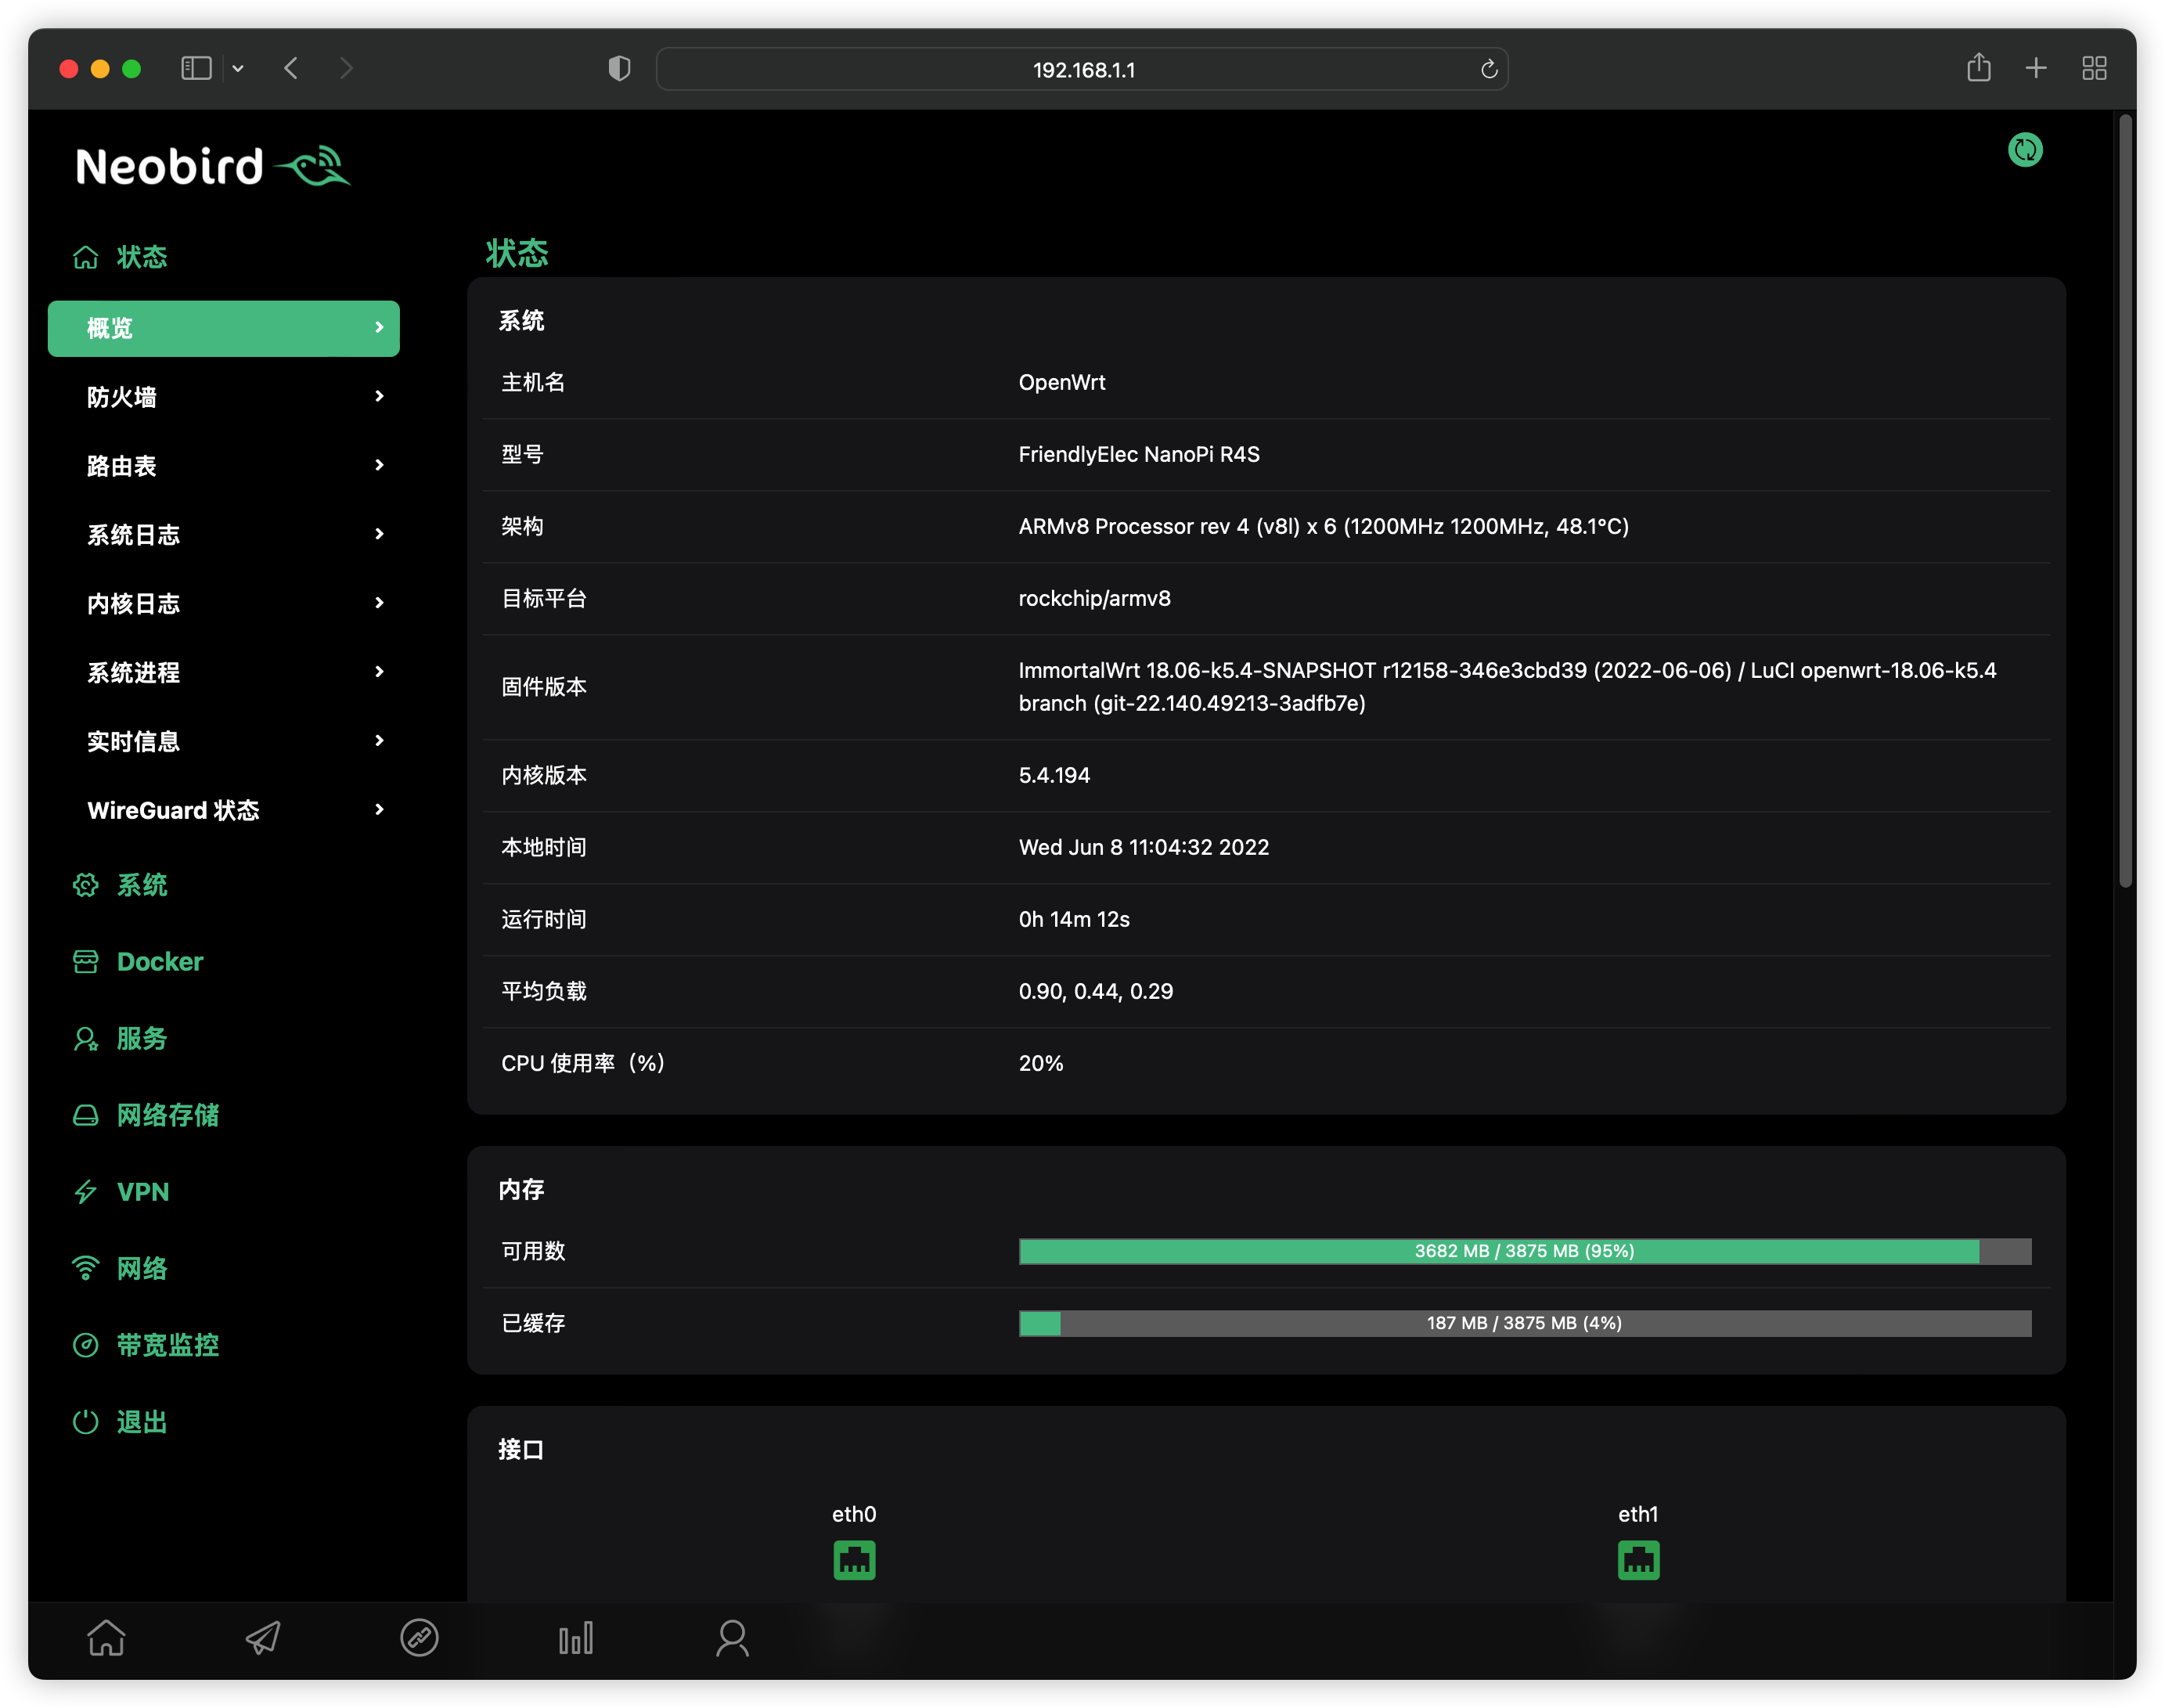 192.168.1.1
Neobird
状态
概览
防火墙
路由表
系统日志
内核日志
系统进程
实时信息
WireGuard 状态
系统
Docker
服务
网络存储
VPN
网络
带宽监控
退出
状态
系统
主机名 OpenWrt
型号 FriendlyElec NanoPi R4S
架构 ARMv8 Processor rev 4 (v8l) x 6 (1200MHz 1200MHz, 48.1°C)
目标平台 rockchip/armv8
固件版本 ImmortalWrt 18.06-k5.4-SNAPSHOT r12158-346e3cbd39 (2022-06-06) / LuCI openwrt-18.06-k5.4
branch (git-22.140.49213-3adfb7e)
内核版本 5.4.194
本地时间 Wed Jun 8 11:04:32 2022
运行时间 0h 14m 12s
平均负载 0.90, 0.44, 0.29
CPU 使用率（%） 20%
内存
可用数 3682 MB / 3875 MB (95%)
已缓存 187 MB / 3875 MB (4%)
接口
eth0 eth1